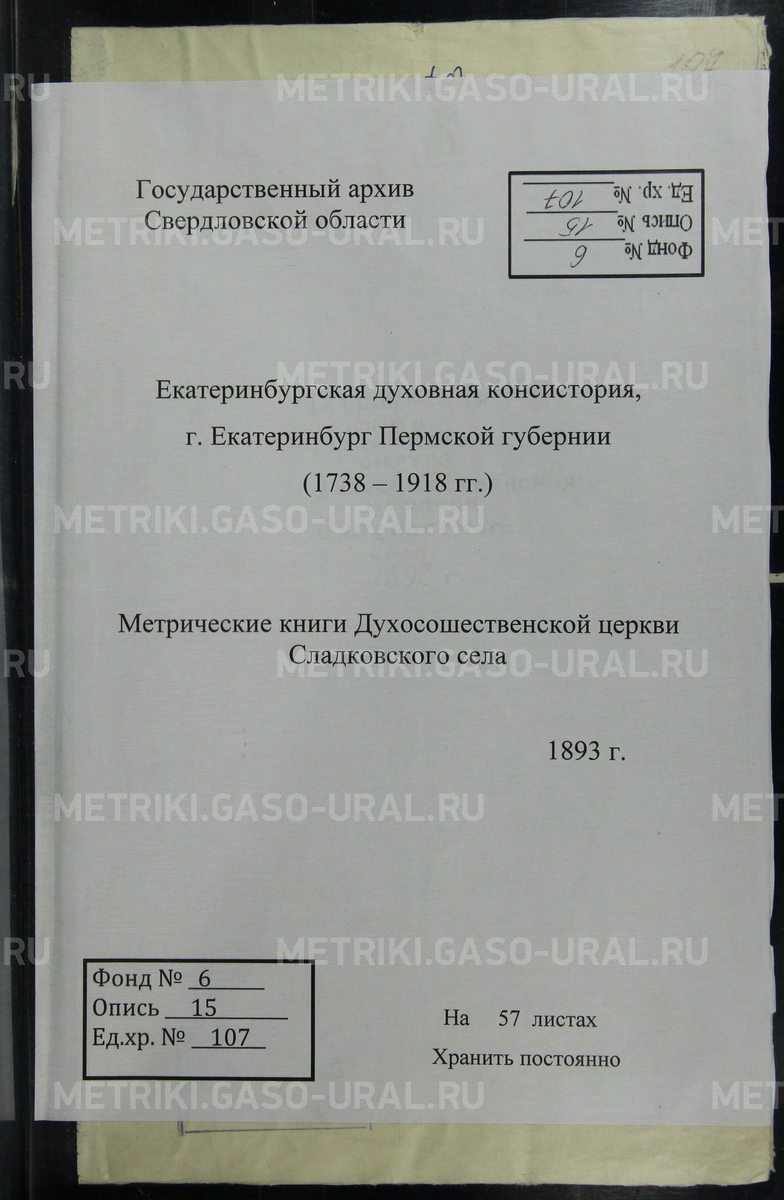 107
Государственный архив
Свердловской области
Фонд № 6
Опись № 15
Ед. хр. № 107
Екатеринбургская духовная консистория,
г. Екатеринбург Пермской губернии
(1738 – 1918 гг.)
Метрические книги Духосошественской церкви
Сладковского села
1893 г.
Фонд № 6
Опись 15
Ед.хр. № 107
На 57 листах
Хранить постоянно
METRIKI.GASO-URAL.RU